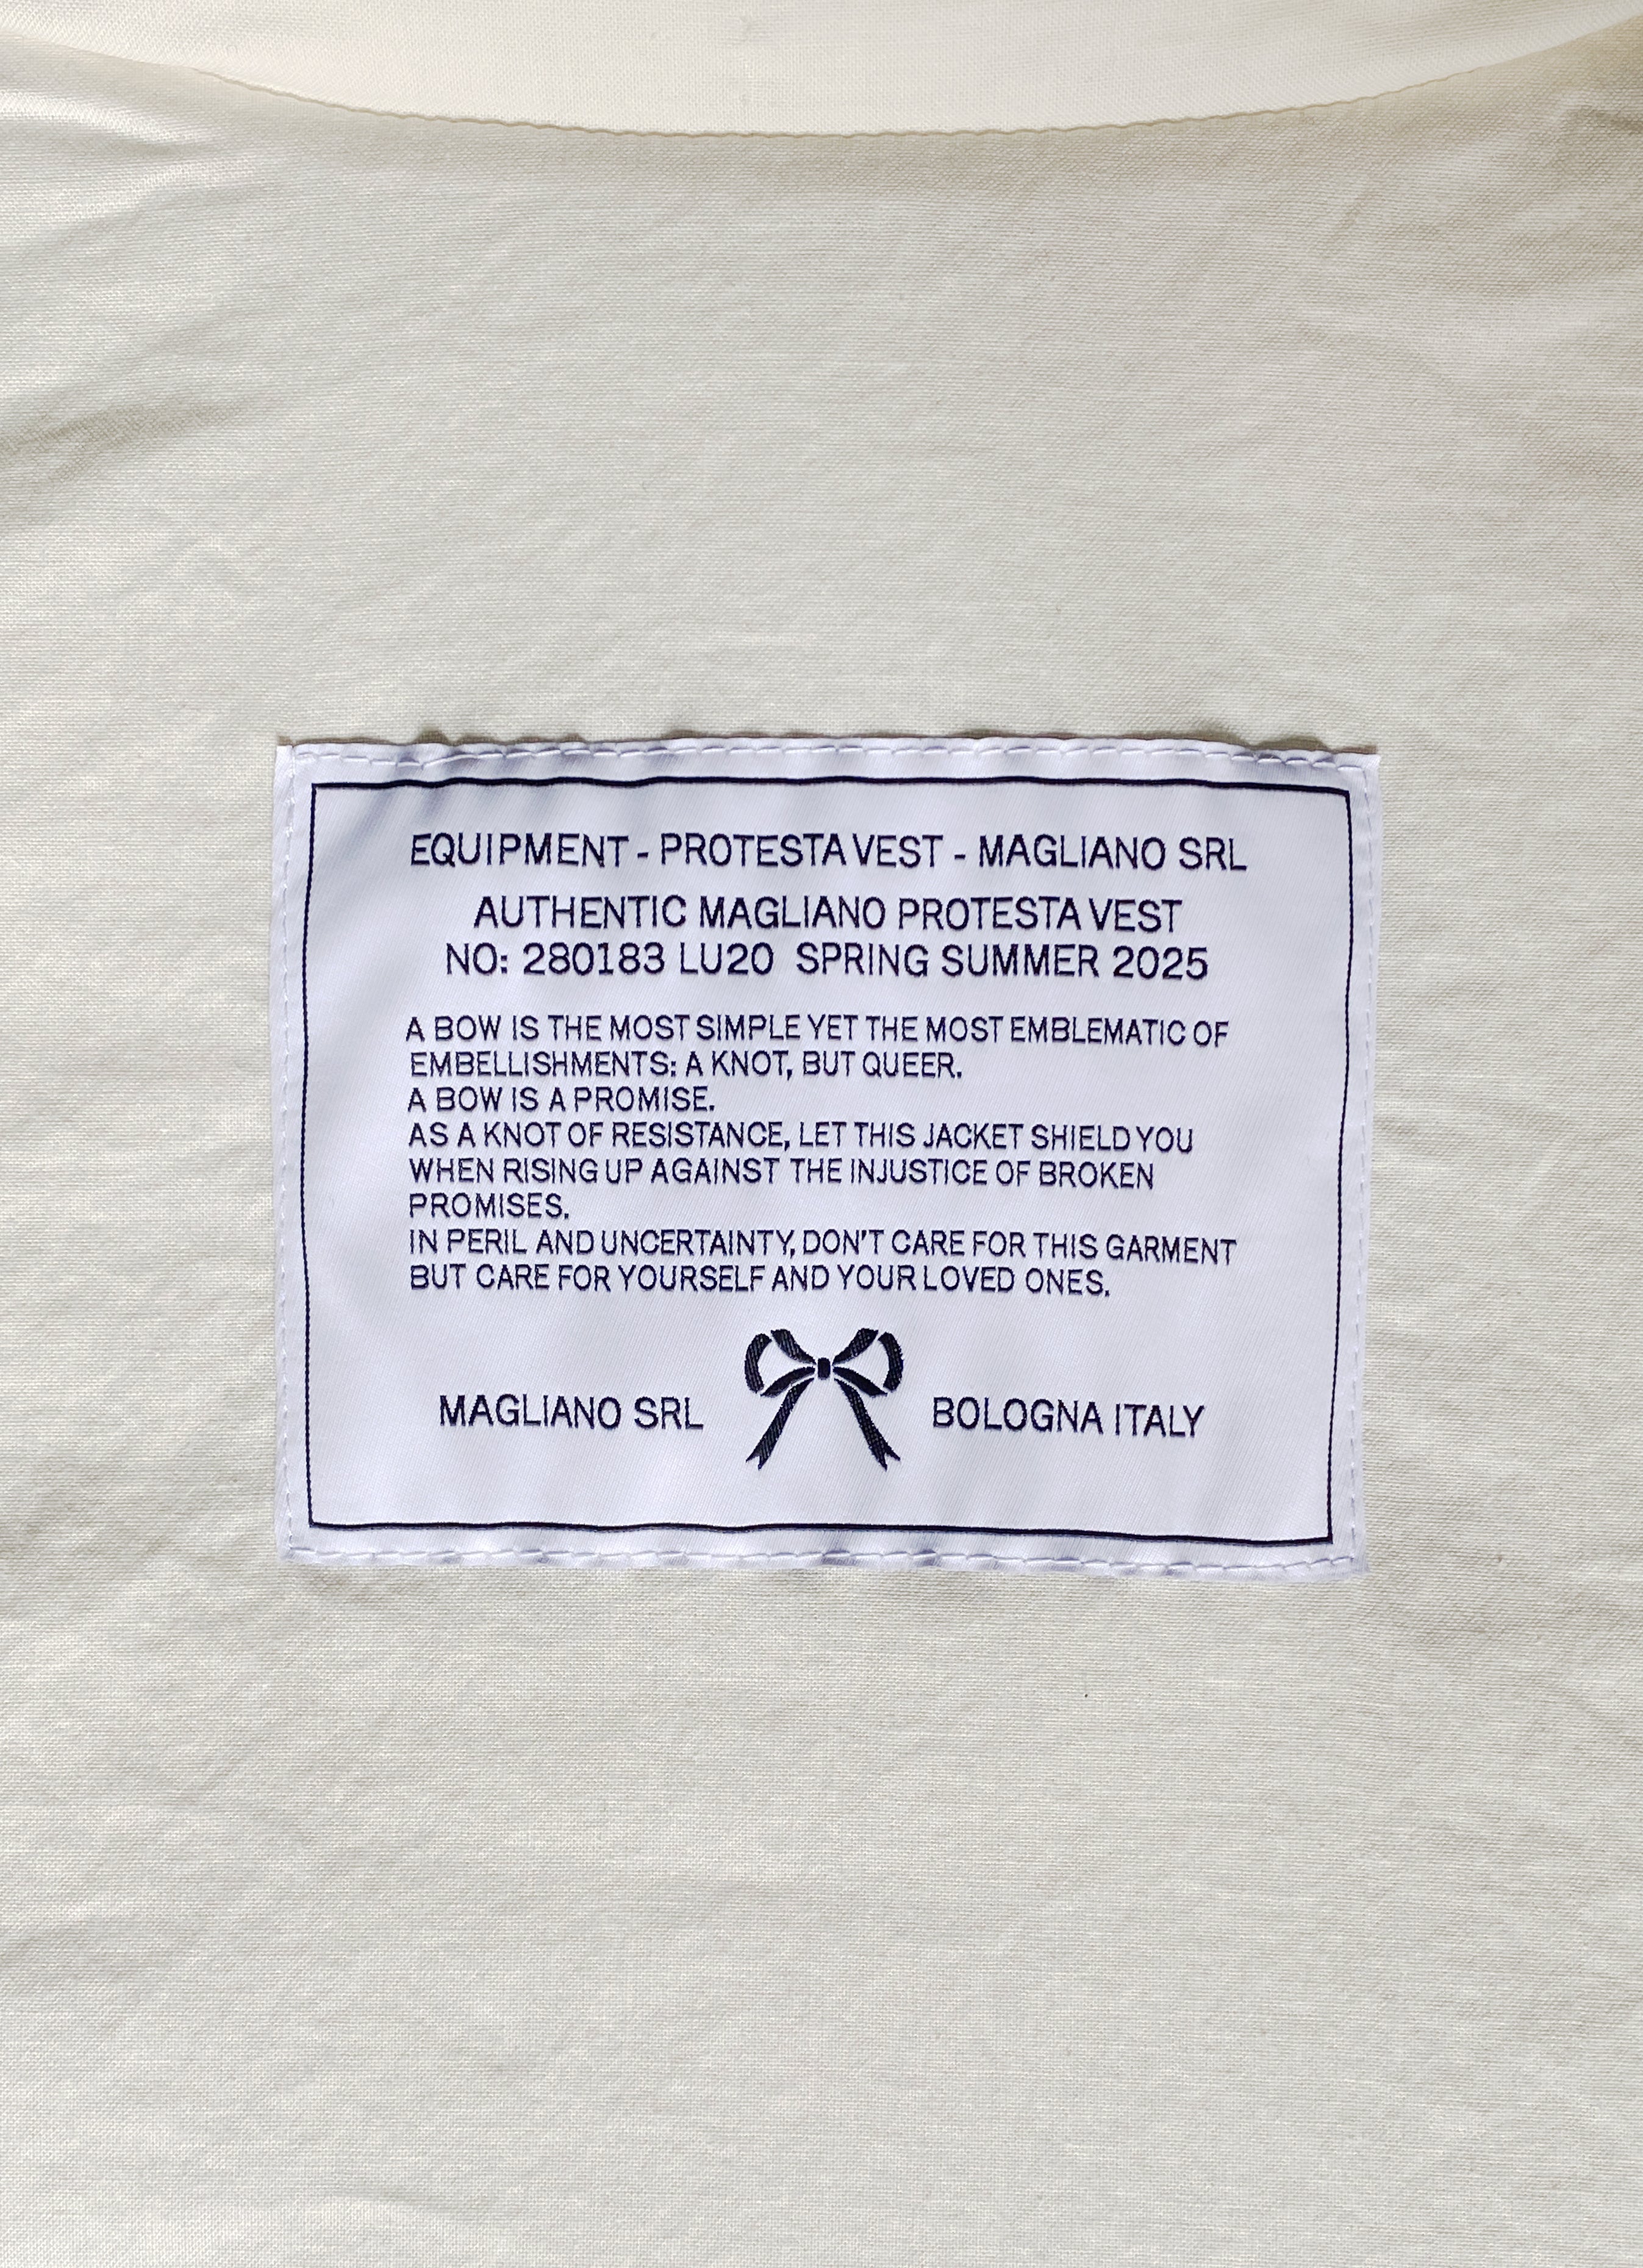 EQUIPMENT - PROTESTA VEST - MAGLIANO SRL
AUTHENTIC MAGLIANO PROTESTA VEST
NO: 280183 LU20 SPRING SUMMER 2025
A BOW IS THE MOST SIMPLE YET THE MOST EMBLEMATIC OF
EMBELLISHMENTS: A KNOT, BUT QUEER.
A BOW IS A PROMISE.
AS A KNOT OF RESISTANCE, LET THIS JACKET SHIELD YOU
WHEN RISING UP AGAINST THE INJUSTICE OF BROKEN
PROMISES.
IN PERIL AND UNCERTAINTY, DON'T CARE FOR THIS GARMENT
BUT CARE FOR YOURSELF AND YOUR LOVED ONES.
MAGLIANO SRL BOLOGNA ITALY